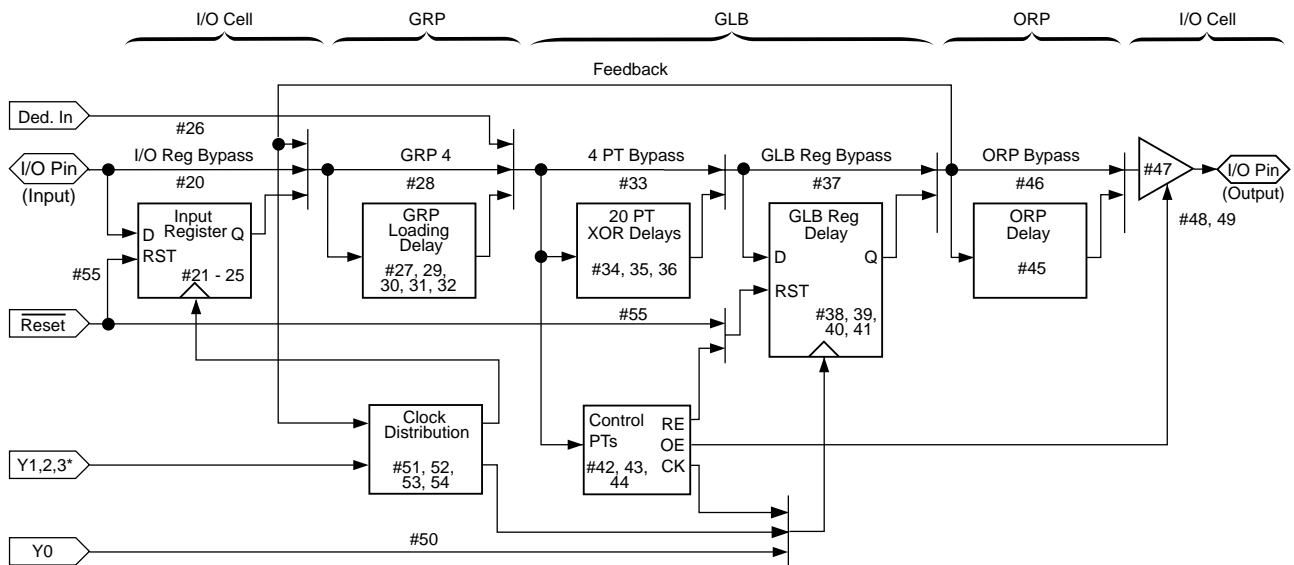 I/O Cell
GRP
GLB
ORP
I/O Cell
Feedback
Ded. In
#26
I/O Pin
(Input)
I/O Reg Bypass
#20
GRP 4
#28
4 PT Bypass
#33
GLB Reg Bypass
#37
ORP Bypass
#46
#47
I/O Pin
(Output)
#48, 49
Input
Register
D
Q
RST
#21 - 25
#55
GRP
Loading
Delay
#27, 29,
30, 31, 32
20 PT
XOR Delays
#34, 35, 36
GLB Reg
Delay
D
Q
RST
#38, 39,
40, 41
ORP
Delay
#45
Reset
#55
Clock
Distribution
#51, 52,
53, 54
Control
PTs
RE
OE
CK
#42, 43,
44
Y1,2,3*
Y0
#50